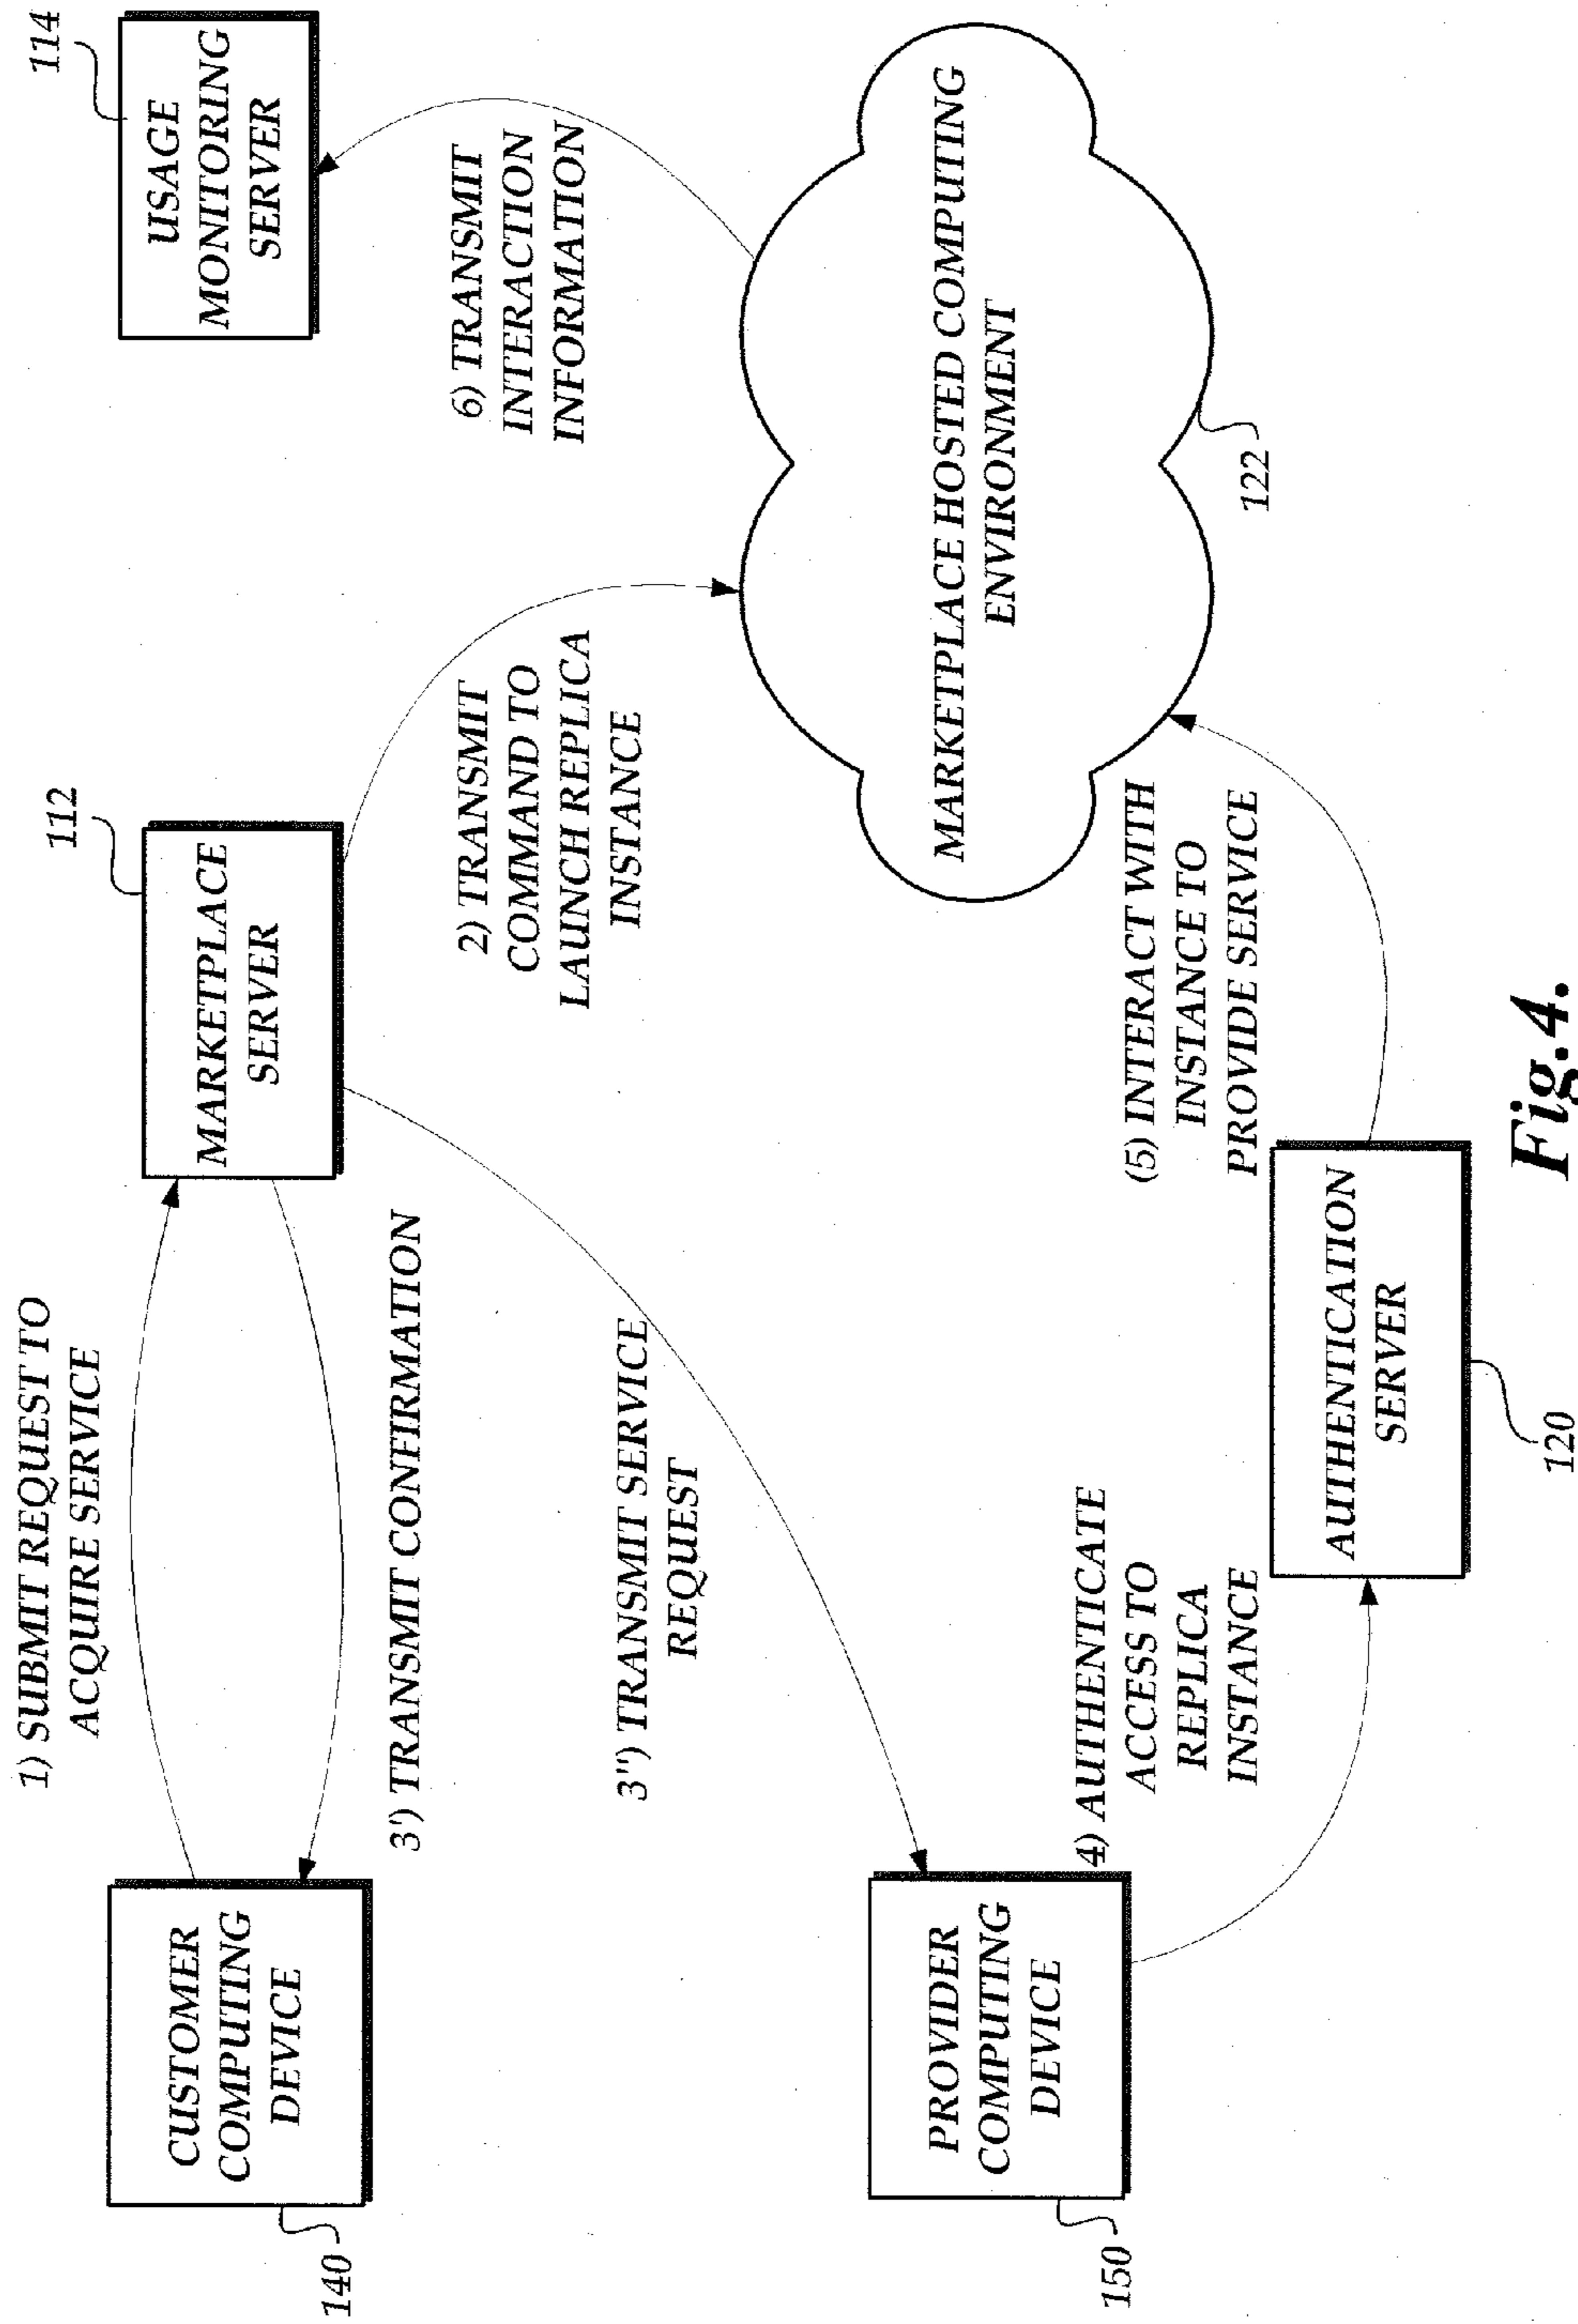 1) SUBMIT REQUEST TO
ACQUIRE SERVICE
112
114
CUSTOMER
COMPUTING
DEVICE
140
MARKETPLACE
SERVER
USAGE
MONITORING
SERVER
3') TRANSMIT CONFIRMATION
2) TRANSMIT
COMMAND TO
LAUNCH REPLICA
INSTANCE
6) TRANSMIT
INTERACTION
INFORMATION
3'') TRANSMIT SERVICE
REQUEST
PROVIDER
COMPUTING
DEVICE
150
MARKETPLACE HOSTED COMPUTING
ENVIRONMENT
122
4) AUTHENTICATE
ACCESS TO
REPLICA
INSTANCE
(5) INTERACT WITH
INSTANCE TO
PROVIDE SERVICE
AUTHENTICATION
SERVER
120
Fig.4.